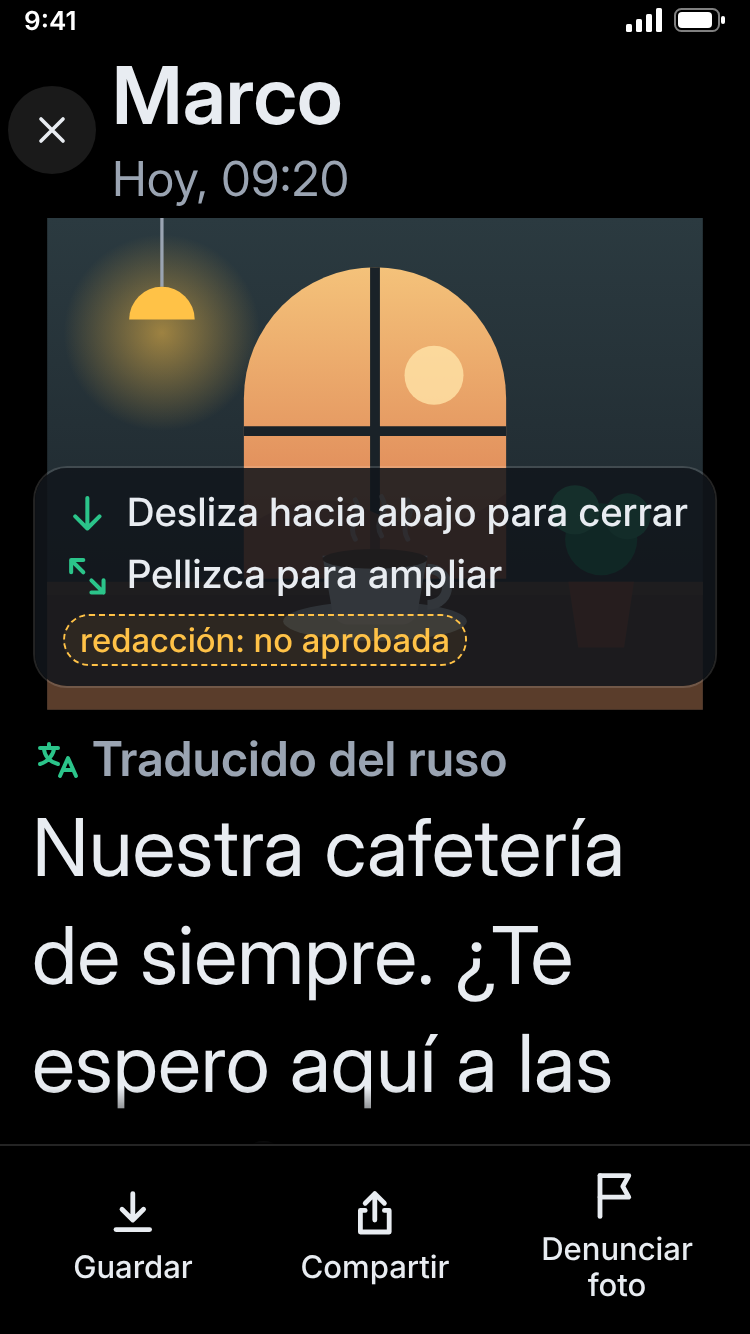 9:41
Marco
Hoy, 09:20
Desliza hacia abajo para cerrar
Pellizca para ampliar
redacción: no aprobada
Traducido del ruso
Nuestra cafetería
de siempre. ¿Te
espero aquí a las
Guardar
Compartir
Denunciar
foto